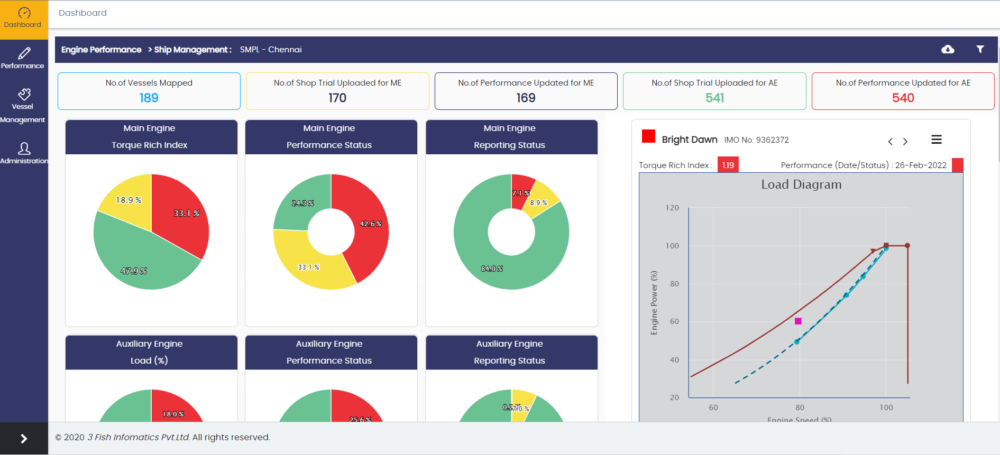 Dashboard
Dashboard
Performance
Vessel
Management
Administration
Engine Performance > Ship Management : SMPL - Chennai
No.of Vessels Mapped
189
No.of Shop Trial Uploaded for ME
170
No.of Performance Updated for ME
169
No.of Shop Trial Uploaded for AE
541
No.of Performance Updated for AE
540
Main Engine
Torque Rich Index
18.9 %
33.1 %
47.9 %
Main Engine
Performance Status
24.3 %
42.6 %
33.1 %
Main Engine
Reporting Status
7.1 %
8.9 %
84.0 %
Bright Dawn IMO No. 9362372
Torque Rich Index : 1.19 Performance (Date/Status) : 26-Feb-2022
Load Diagram
Engine Power (%)
120
100
80
60
40
20
60 80 100
Engine Speed (%)
Auxiliary Engine
Load (%)
18.0 %
Auxiliary Engine
Performance Status
25.6 %
Auxiliary Engine
Reporting Status
7.0 %
© 2020 3 Fish Infomatics Pvt.Ltd. All rights reserved.